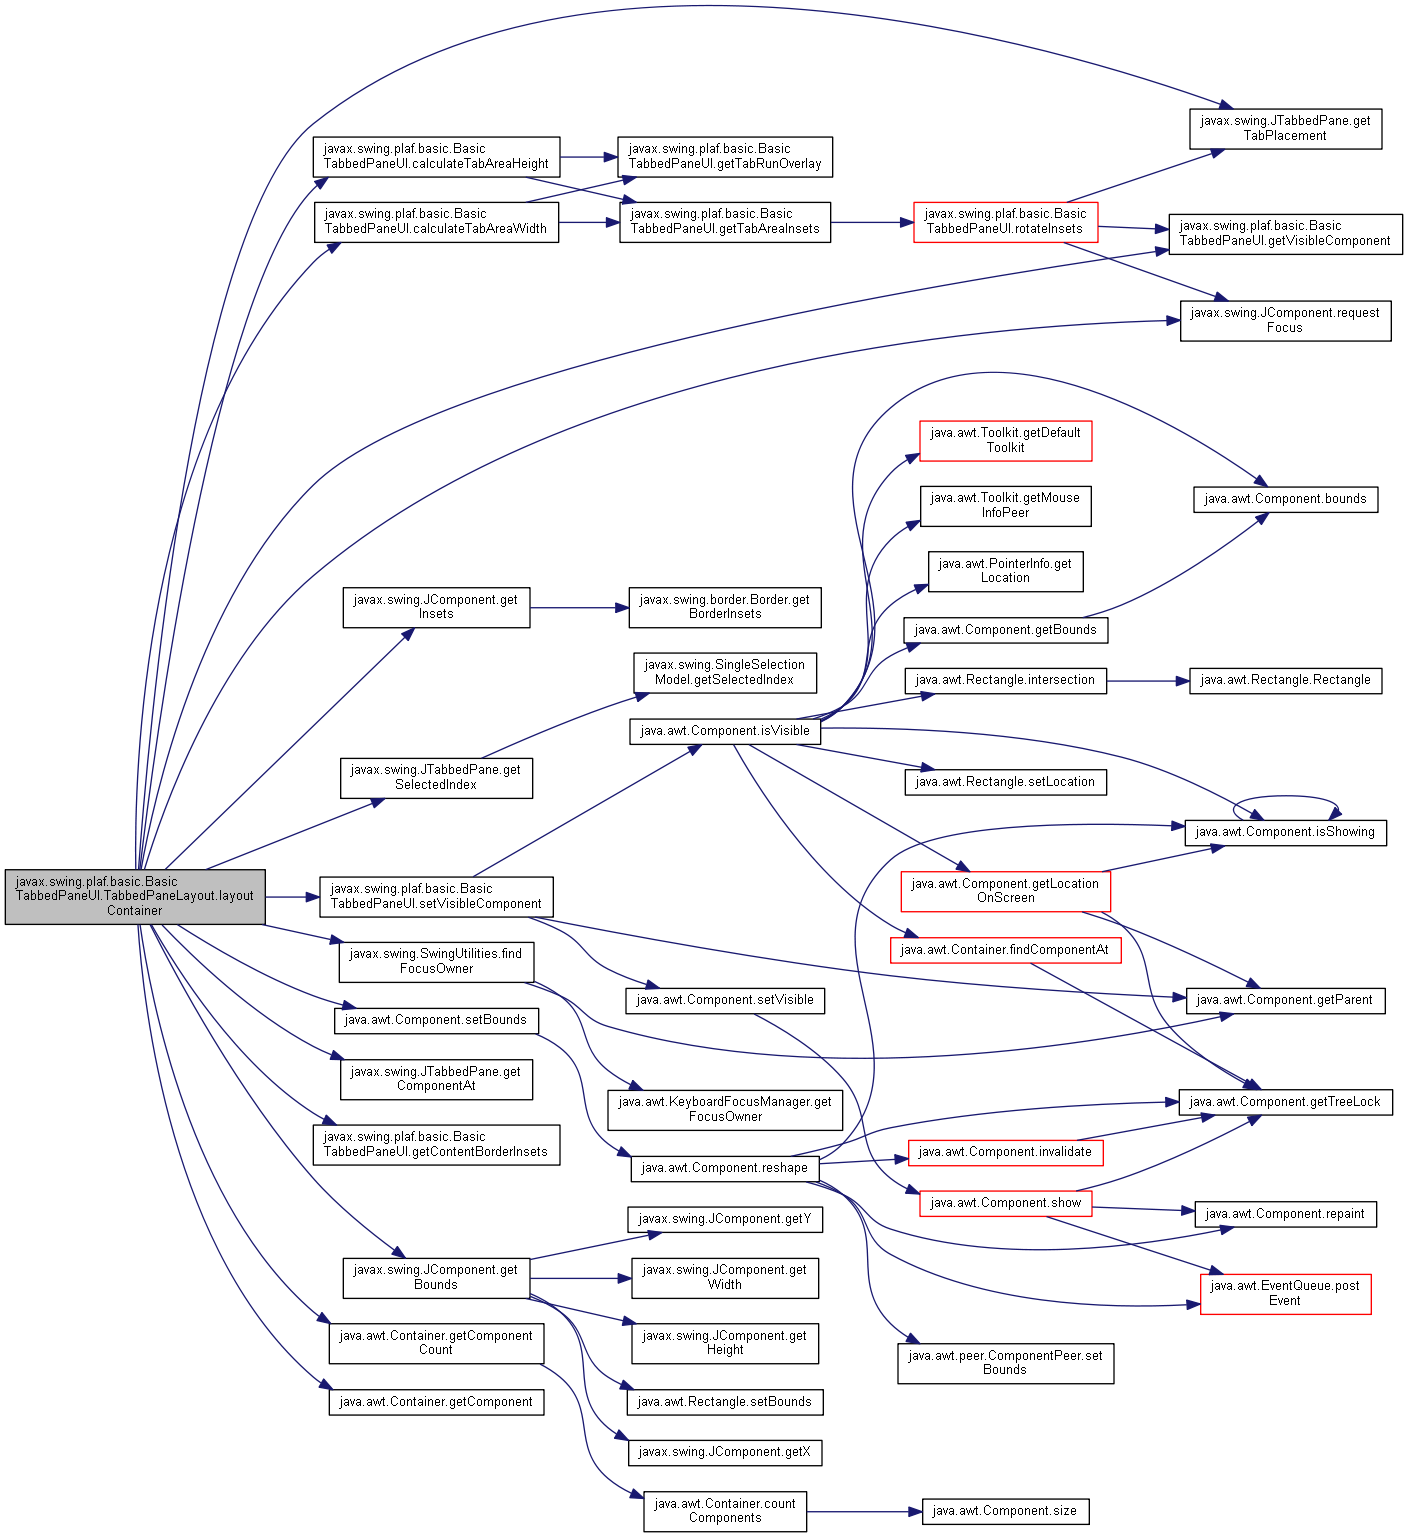 javax.swing.JTabbedPane.get
TabPlacement
javax.swing.plaf.basic.Basic
TabbedPaneUI.calculateTabAreaHeight
javax.swing.plaf.basic.Basic
TabbedPaneUI.getTabRunOverlay
javax.swing.plaf.basic.Basic
TabbedPaneUI.calculateTabAreaWidth
javax.swing.plaf.basic.Basic
TabbedPaneUI.getTabAreaInsets
javax.swing.plaf.basic.Basic
TabbedPaneUI.rotateInsets
javax.swing.plaf.basic.Basic
TabbedPaneUI.getVisibleComponent
javax.swing.JComponent.request
Focus
java.awt.Toolkit.getDefault
Toolkit
java.awt.Toolkit.getMouse
InfoPeer
java.awt.Component.bounds
java.awt.PointerInfo.get
Location
javax.swing.JComponent.get
Insets
javax.swing.border.Border.get
BorderInsets
java.awt.Component.getBounds
javax.swing.SingleSelection
Model.getSelectedIndex
java.awt.Rectangle.intersection
java.awt.Rectangle.Rectangle
java.awt.Component.isVisible
javax.swing.JTabbedPane.get
SelectedIndex
java.awt.Rectangle.setLocation
java.awt.Component.isShowing
javax.swing.plaf.basic.Basic
TabbedPaneUI.TabbedPaneLayout.layout
Container
javax.swing.plaf.basic.Basic
TabbedPaneUI.setVisibleComponent
java.awt.Component.getLocation
OnScreen
javax.swing.SwingUtilities.find
FocusOwner
java.awt.Container.findComponentAt
java.awt.Component.setVisible
java.awt.Component.getParent
java.awt.Component.setBounds
javax.swing.JTabbedPane.get
ComponentAt
java.awt.KeyboardFocusManager.get
FocusOwner
java.awt.Component.getTreeLock
javax.swing.plaf.basic.Basic
TabbedPaneUI.getContentBorderInsets
java.awt.Component.reshape
java.awt.Component.invalidate
java.awt.Component.show
java.awt.Component.repaint
javax.swing.JComponent.getY
javax.swing.JComponent.get
Bounds
javax.swing.JComponent.get
Width
java.awt.EventQueue.post
Event
java.awt.Container.getComponent
Count
javax.swing.JComponent.get
Height
java.awt.peer.ComponentPeer.set
Bounds
java.awt.Container.getComponent
java.awt.Rectangle.setBounds
javax.swing.JComponent.getX
java.awt.Container.count
Components
java.awt.Component.size